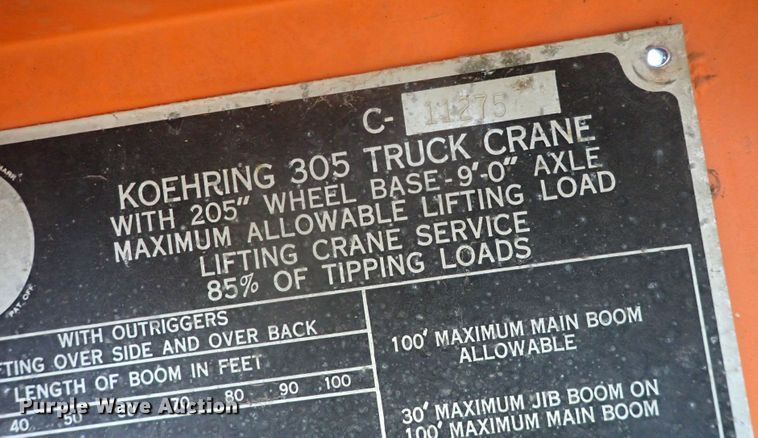 C- 11275
KOEHRING 305 TRUCK CRANE
WITH 205" WHEEL BASE-9'-0" AXLE
MAXIMUM ALLOWABLE LIFTING LOAD
LIFTING CRANE SERVICE
85% OF TIPPING LOADS
PAT. OFF
WITH OUTRIGGERS
FTING OVER SIDE AND OVER BACK
LENGTH OF BOOM IN FEET
40 50 70 80 90 100
100' MAXIMUM MAIN BOOM
ALLOWABLE
30' MAXIMUM JIB BOOM ON
100' MAXIMUM MAIN BOOM
Purple Wave Auction